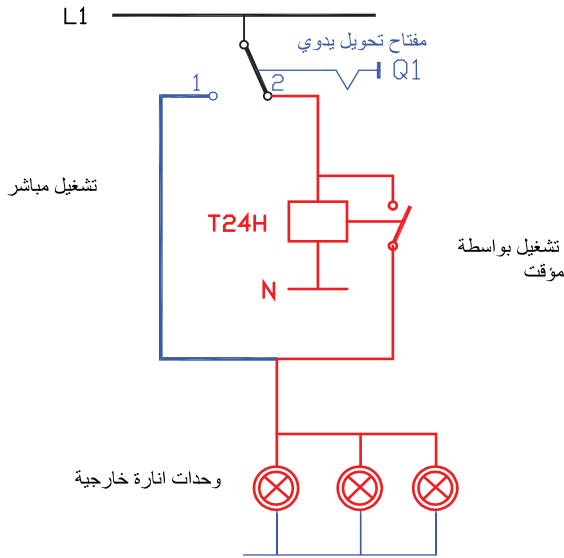 L1
مفتاح تحويل يدوي
Q1
1
2
تشغيل مباشر
T24H
تشغيل بواسطة
مؤقت
N
وحدات انارة خارجية